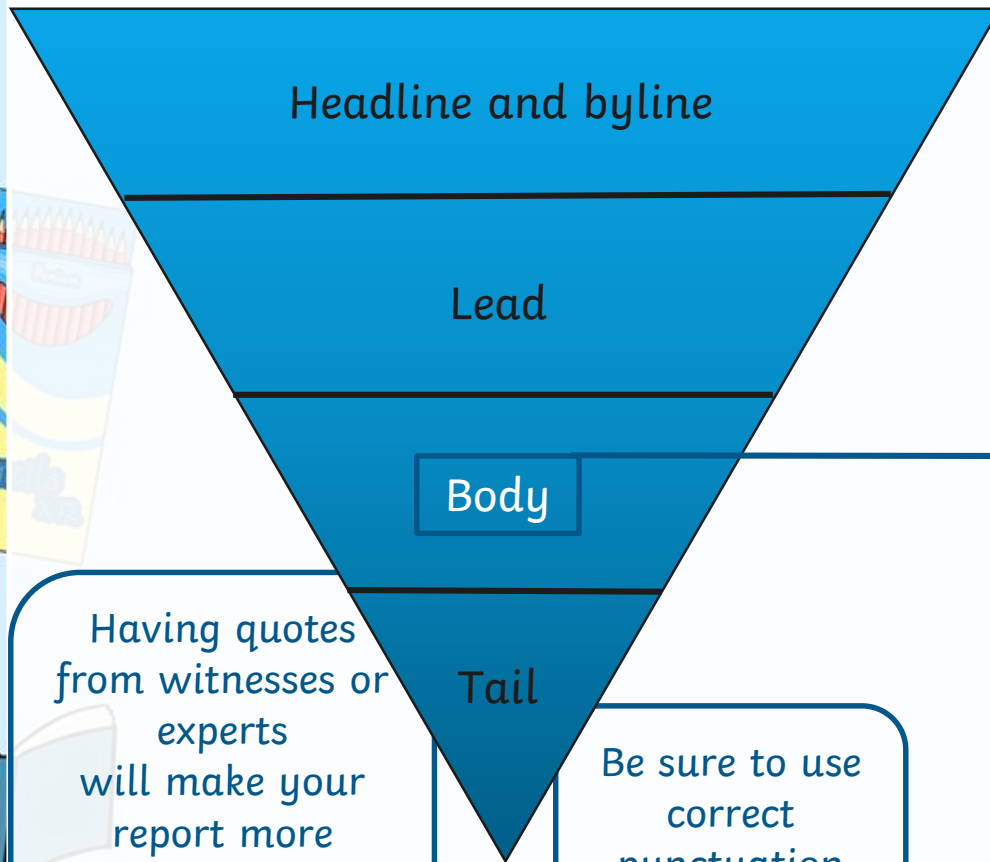 Headline and byline
Lead
Body
Tail
Having quotes
from witnesses or
experts
will make your
report more
Be sure to use
correct
punctuation